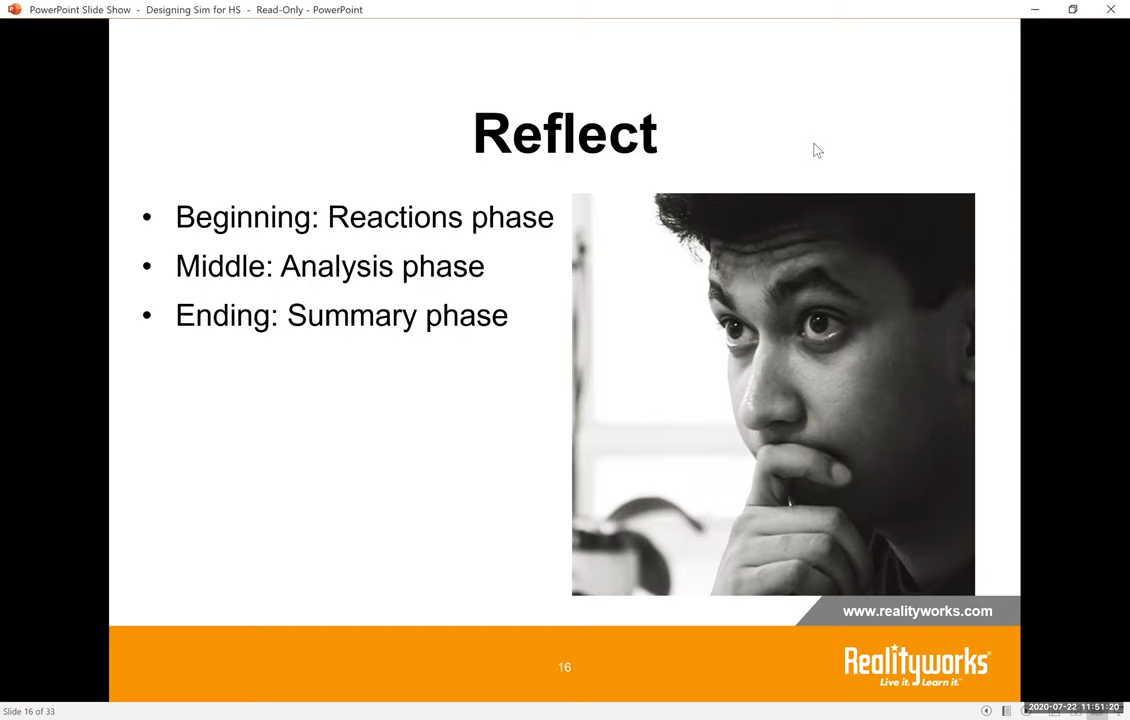 PowerPoint Slide Show - Designing Sim for HS - Read-Only - PowerPoint
Reflect
• Beginning: Reactions phase
• Middle: Analysis phase
• Ending: Summary phase
www.realityworks.com
16
Realityworks®
Live it. Learn it.™
Slide 16 of 33
2020-07-22 11:51:20